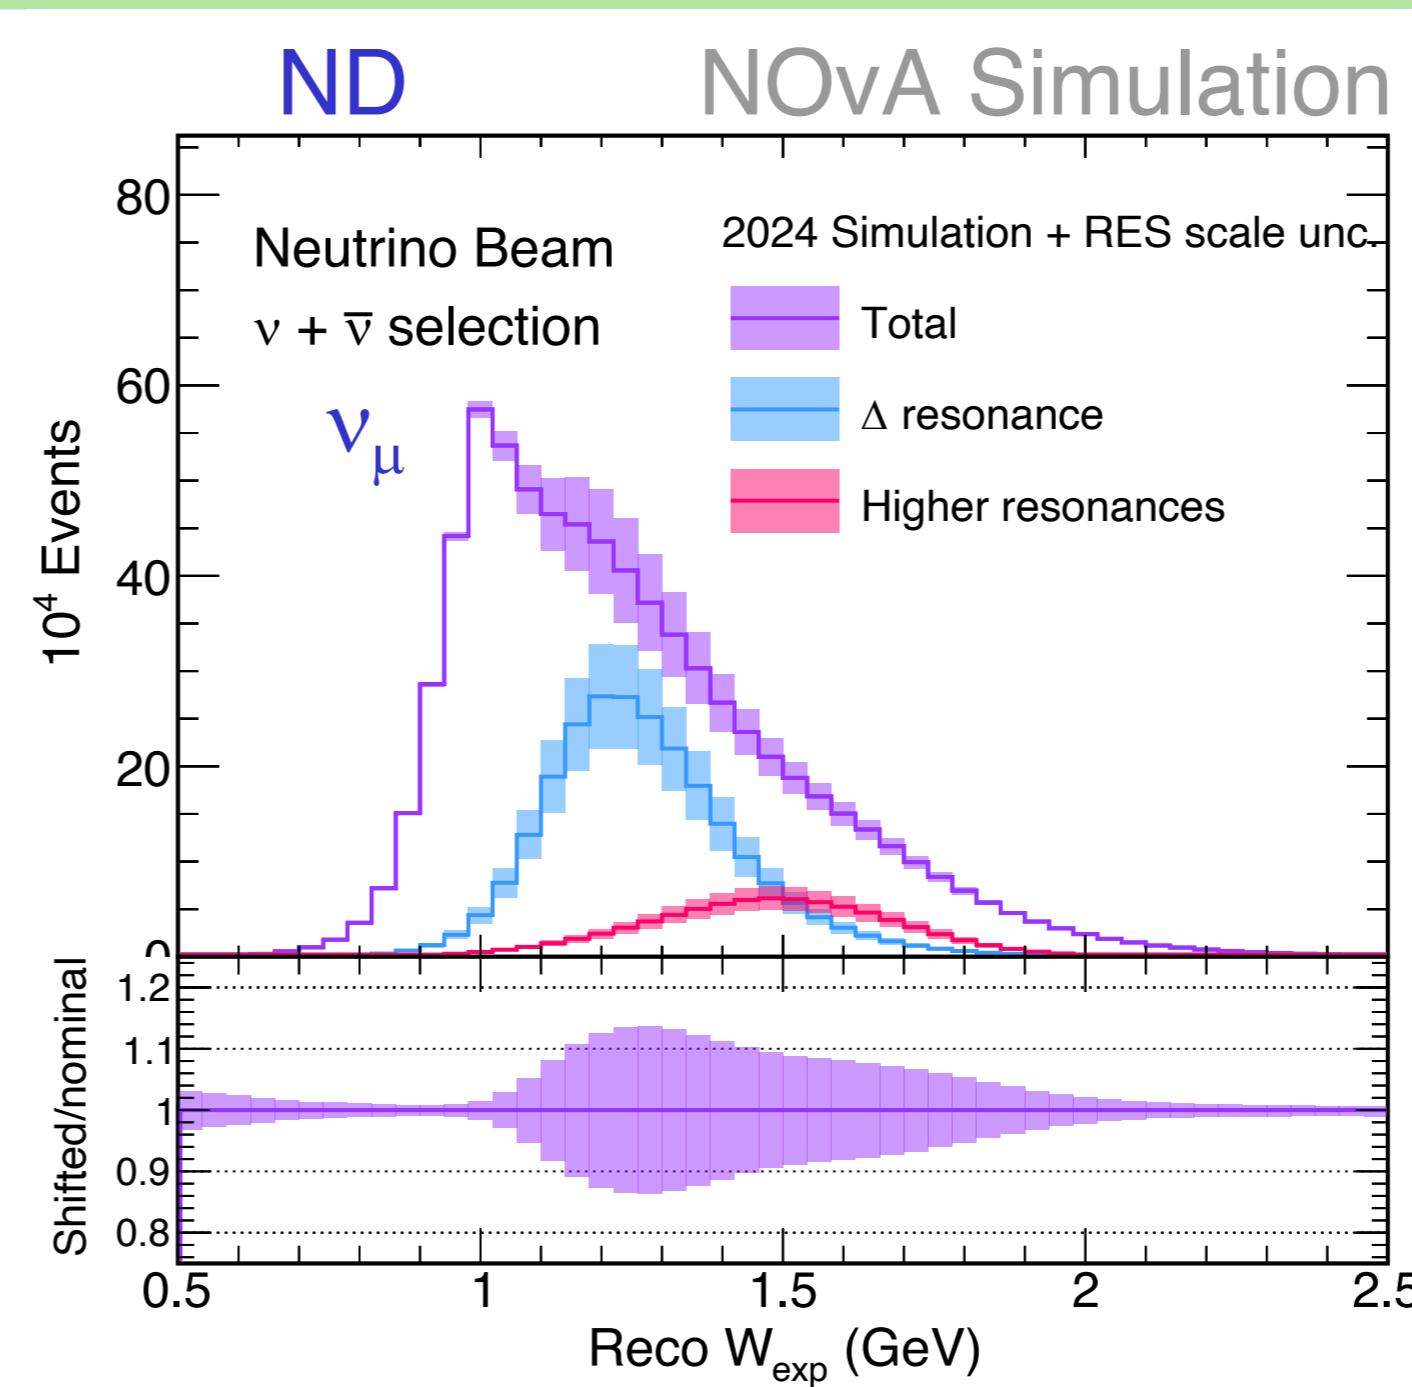 ND NOvA Simulation
Neutrino Beam
ν + ν̅ selection
ν_μ
2024 Simulation + RES scale unc.
Total
Δ resonance
Higher resonances
10⁴ Events
80
60
40
20
0
Shifted/nominal
1.2
1.1
1
0.9
0.8
0.5 1 1.5 2 2.5
Reco W_exp (GeV)